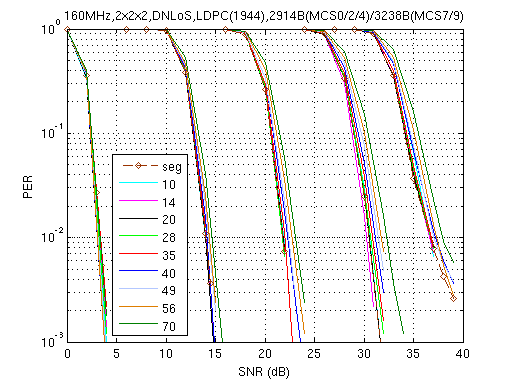 160MHz,2x2x2,DNLoS,LDPC(1944),2914B(MCS0/2/4)/3238B(MCS7/9)
10^0
10^-1
10^-2
10^-3
PER
seg
10
14
20
28
35
40
49
56
70
0 5 10 15 20 25 30 35 40
SNR (dB)